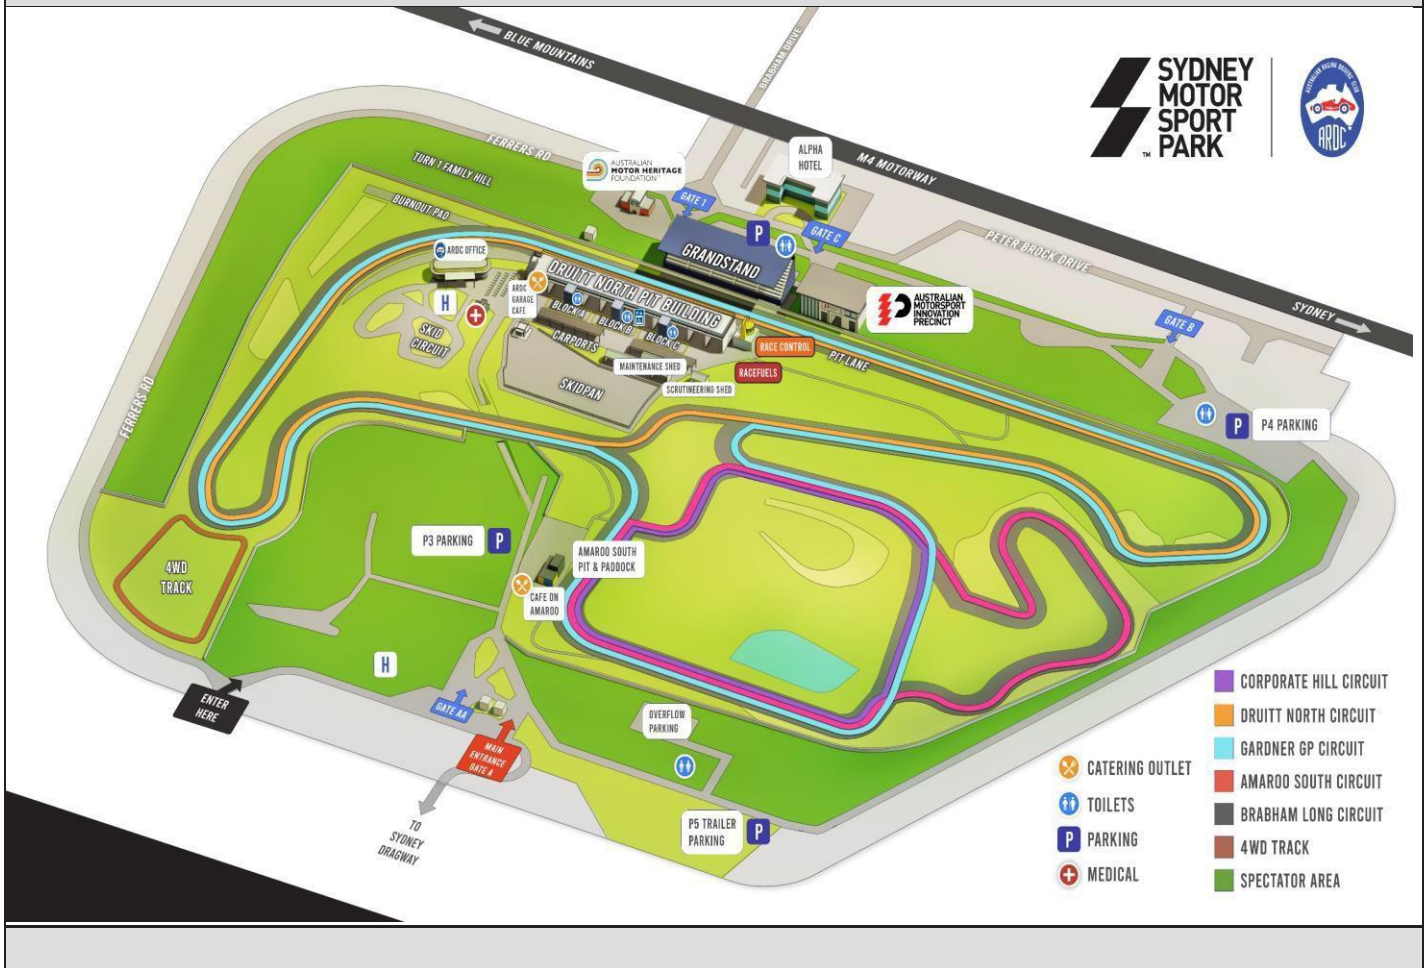 BLUE MOUNTAINS
BRABHAM DRIVE
M4 MOTORWAY
PETER BROCK DRIVE
SYDNEY
SYDNEY
MOTOR
SPORT
PARK
TM
AUSTRALIAN RACING DRIVERS' CLUB
ARDC
FERRERS RD
TURN 1 FAMILY HILL
BURNOUT PAD
AUSTRALIAN
MOTOR HERITAGE
FOUNDATION
ALPHA
HOTEL
GATE 1
P
GATE C
GRANDSTAND
ARDC OFFICE
H
ARDC
GARAGE
CAFE
DRUITT NORTH PIT BUILDING
BLOCK A
BLOCK B
BLOCK C
CARPORTS
SKID
CIRCUIT
SKIDPAN
MAINTENANCE SHED
SCRUTINEERING SHED
RACE CONTROL
RACEFUELS
PIT LANE
AUSTRALIAN
MOTORSPORT
INNOVATION
PRECINCT
GATE B
P
P4 PARKING
FERRERS RD
4WD
TRACK
P3 PARKING
P
AMAROO SOUTH
PIT & PADDOCK
CAFE ON
AMAROO
H
ENTER
HERE
GATE AA
MAIN
ENTRANCE
GATE A
TO
SYDNEY
DRAGWAY
OVERFLOW
PARKING
P5 TRAILER
PARKING
P
CATERING OUTLET
TOILETS
P
PARKING
MEDICAL
CORPORATE HILL CIRCUIT
DRUITT NORTH CIRCUIT
GARDNER GP CIRCUIT
AMAROO SOUTH CIRCUIT
BRABHAM LONG CIRCUIT
4WD TRACK
SPECTATOR AREA